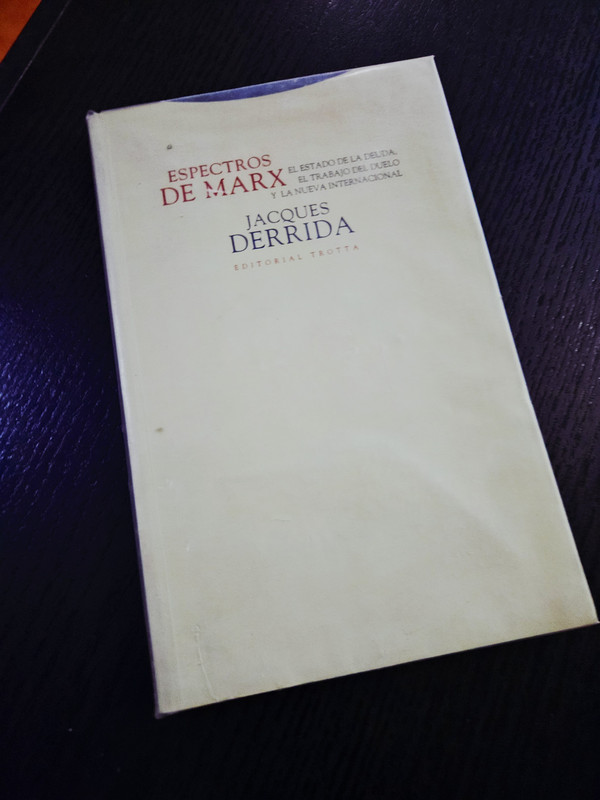 ESPECTROS
DE MARX
EL ESTADO DE LA DEUDA,
EL TRABAJO DEL DUELO
Y LA NUEVA INTERNACIONAL
JACQUES
DERRIDA
EDITORIAL TROTTA